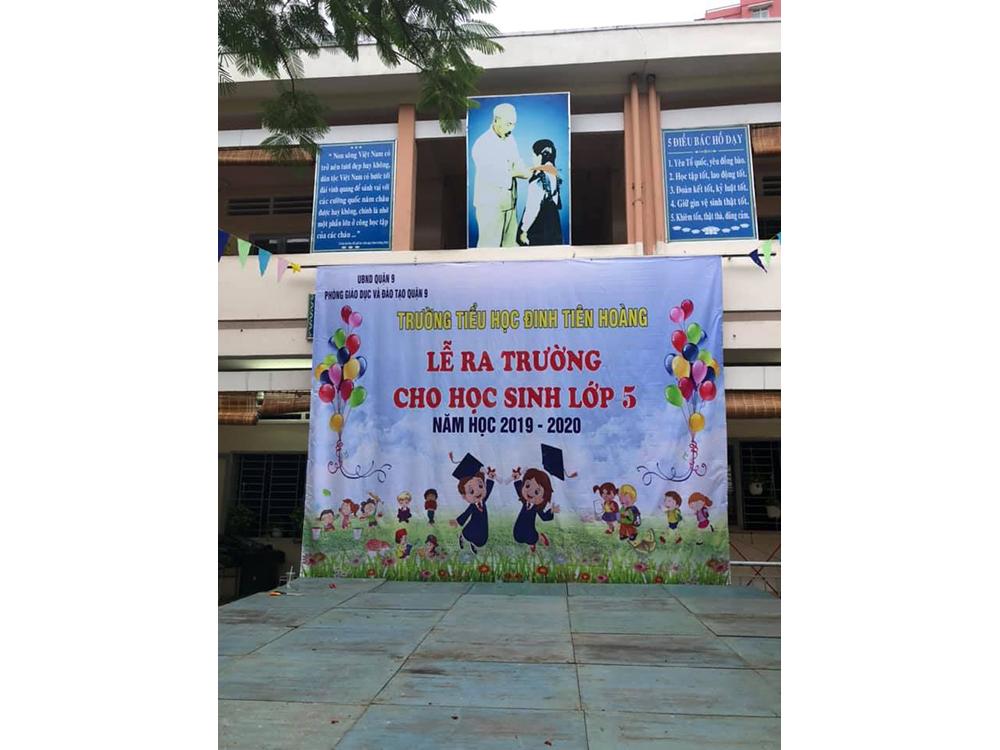 " Non sông Việt Nam có
trở nên tươi đẹp hay không,
dân tộc Việt Nam có bước tới
đài vinh quang để sánh vai với
các cường quốc năm châu
được hay không, chính là nhờ
một phần lớn ở công học tập
của các cháu ... "
5 ĐIỀU BÁC HỒ DẠY
1. Yêu Tổ quốc, yêu đồng bào.
2. Học tập tốt, lao động tốt.
3. Đoàn kết tốt, kỷ luật tốt.
4. Giữ gìn vệ sinh thật tốt.
5. Khiêm tốn, thật thà, dũng cảm.
UBND QUẬN 9
PHÒNG GIÁO DỤC VÀ ĐÀO TẠO QUẬN 9
TRƯỜNG TIỂU HỌC ĐINH TIÊN HOÀNG
LỄ RA TRƯỜNG
CHO HỌC SINH LỚP 5
NĂM HỌC 2019 - 2020